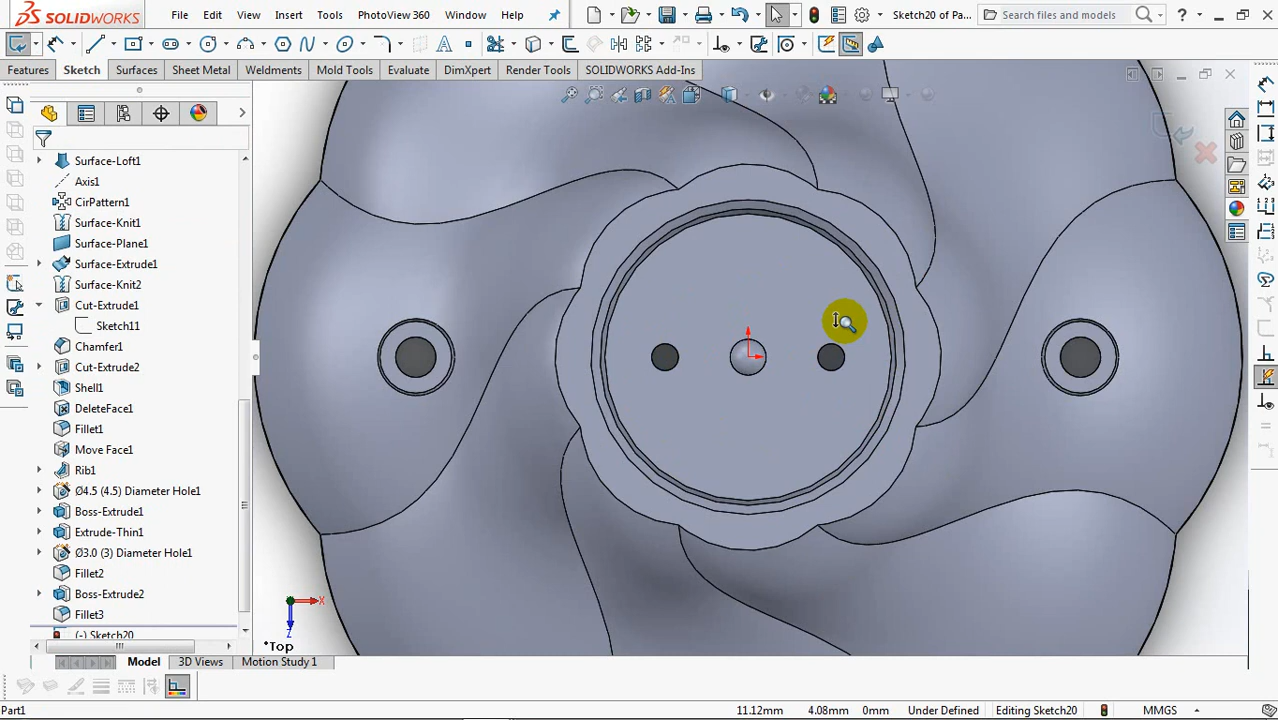 SOLIDWORKS File Edit View Insert Tools PhotoView 360 Window Help Sketch20 of Pa... Search files and models ?
Features Sketch Surfaces Sheet Metal Weldments Mold Tools Evaluate DimXpert Render Tools SOLIDWORKS Add-Ins
Surface-Loft1
Axis1
CirPattern1
Surface-Knit1
Surface-Plane1
Surface-Extrude1
Surface-Knit2
Cut-Extrude1
Sketch11
Chamfer1
Cut-Extrude2
Shell1
DeleteFace1
Fillet1
Move Face1
Rib1
Ø4.5 (4.5) Diameter Hole1
Boss-Extrude1
Extrude-Thin1
Ø3.0 (3) Diameter Hole1
Fillet2
Boss-Extrude2
Fillet3
(-) Sketch20
X
Z
*Top
Model 3D Views Motion Study 1
Part1 11.12mm 4.08mm 0mm Under Defined Editing Sketch20 MMGS